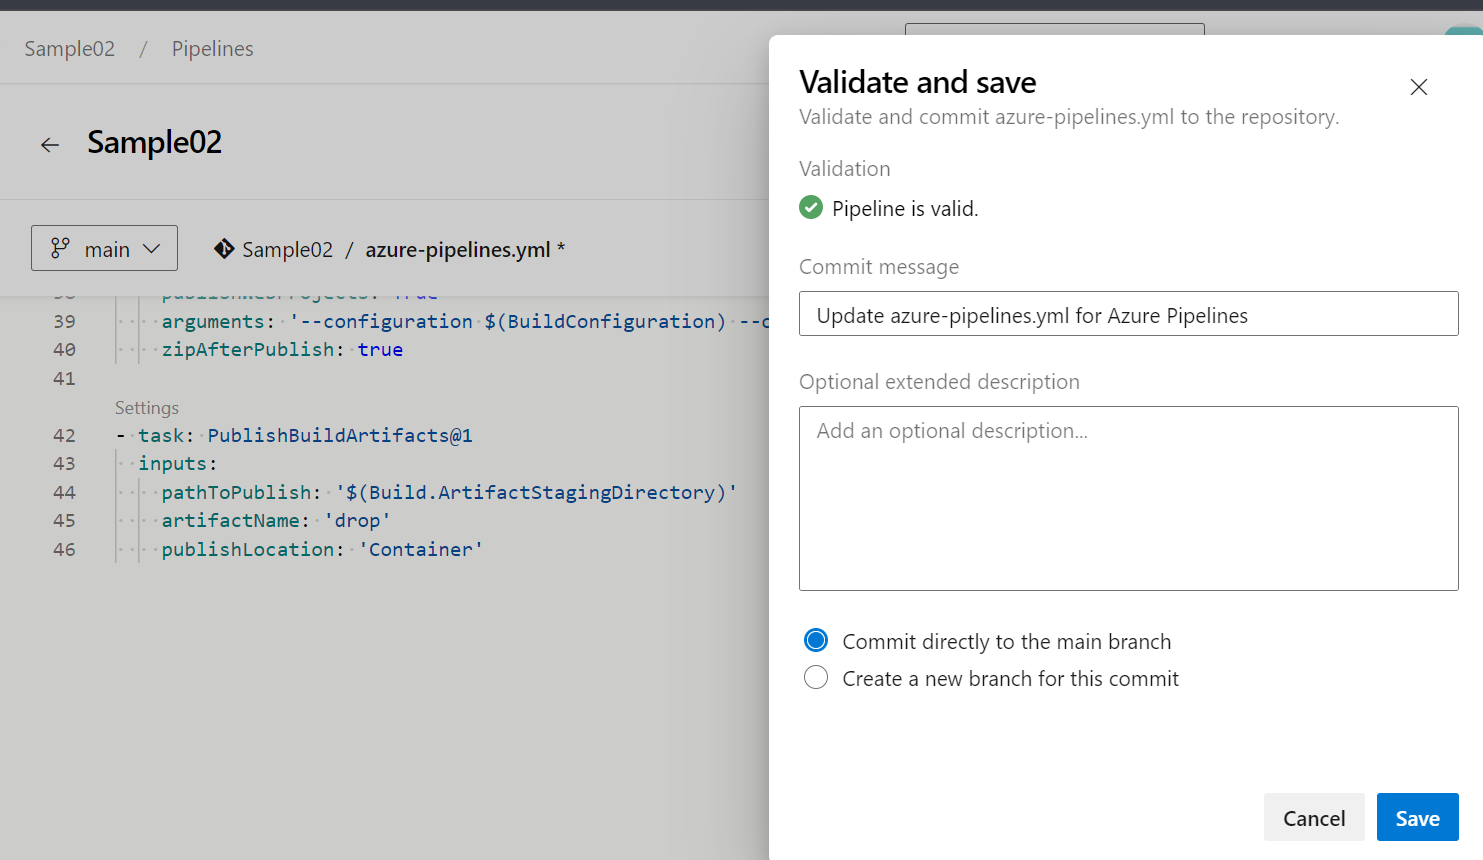 Sample02 / Pipelines
Sample02
main
Sample02 / azure-pipelines.yml *
39 arguments: '--configuration $(BuildConfiguration)
40 zipAfterPublish: true
41
Settings
42 - task: PublishBuildArtifacts@1
43 inputs:
44 pathToPublish: '$(Build.ArtifactStagingDirectory)'
45 artifactName: 'drop'
46 publishLocation: 'Container'
Validate and save
Validate and commit azure-pipelines.yml to the repository.
Validation
Pipeline is valid.
Commit message
Update azure-pipelines.yml for Azure Pipelines
Optional extended description
Add an optional description...
Commit directly to the main branch
Create a new branch for this commit
Cancel
Save